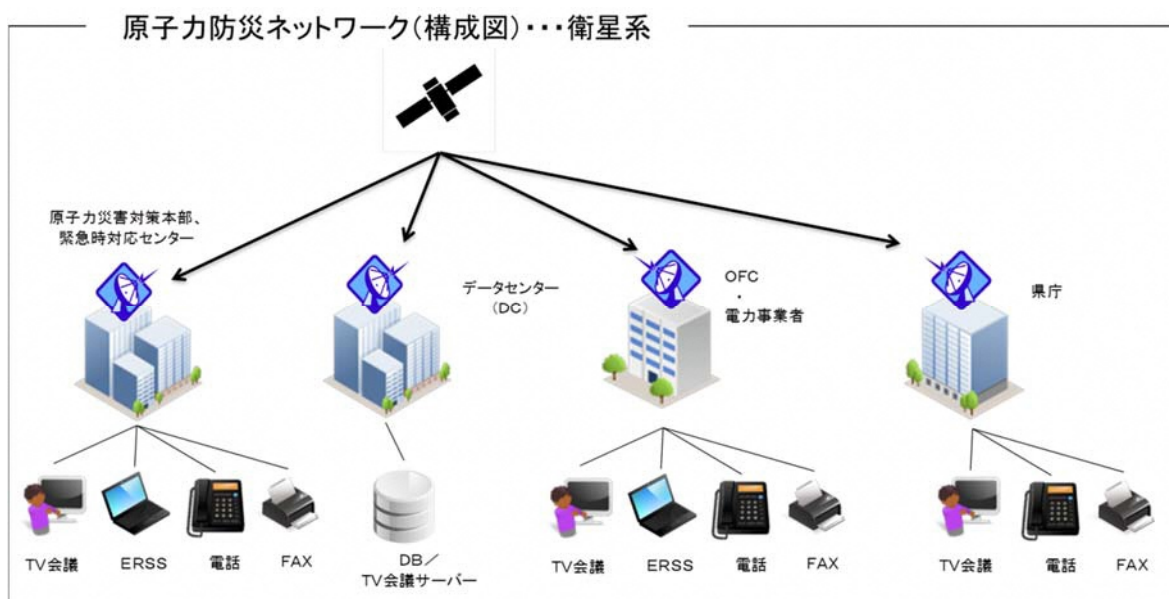 原子力防災ネットワーク(構成図)・・・衛星系
原子力災害対策本部、
緊急時対応センター
データセンター
(DC)
OFC
・
電力事業者
県庁
TV会議
ERSS
電話
FAX
DB/
TV会議サーバー
TV会議
ERSS
電話
FAX
TV会議
電話
FAX